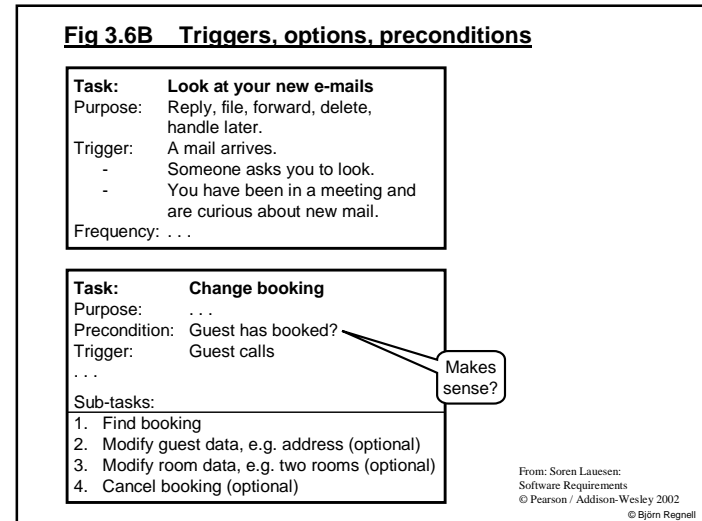 Fig 3.6B Triggers, options, preconditions
Task: Look at your new e-mails
Purpose: Reply, file, forward, delete,
handle later.
Trigger: A mail arrives.
- Someone asks you to look.
- You have been in a meeting and
are curious about new mail.
Frequency: . . .
Task: Change booking
Purpose: . . .
Precondition: Guest has booked?
Trigger: Guest calls
. . .
Makes
sense?
Sub-tasks:
1. Find booking
2. Modify guest data, e.g. address (optional)
3. Modify room data, e.g. two rooms (optional)
4. Cancel booking (optional)
From: Soren Lauesen:
Software Requirements
© Pearson / Addison-Wesley 2002
© Björn Regnell